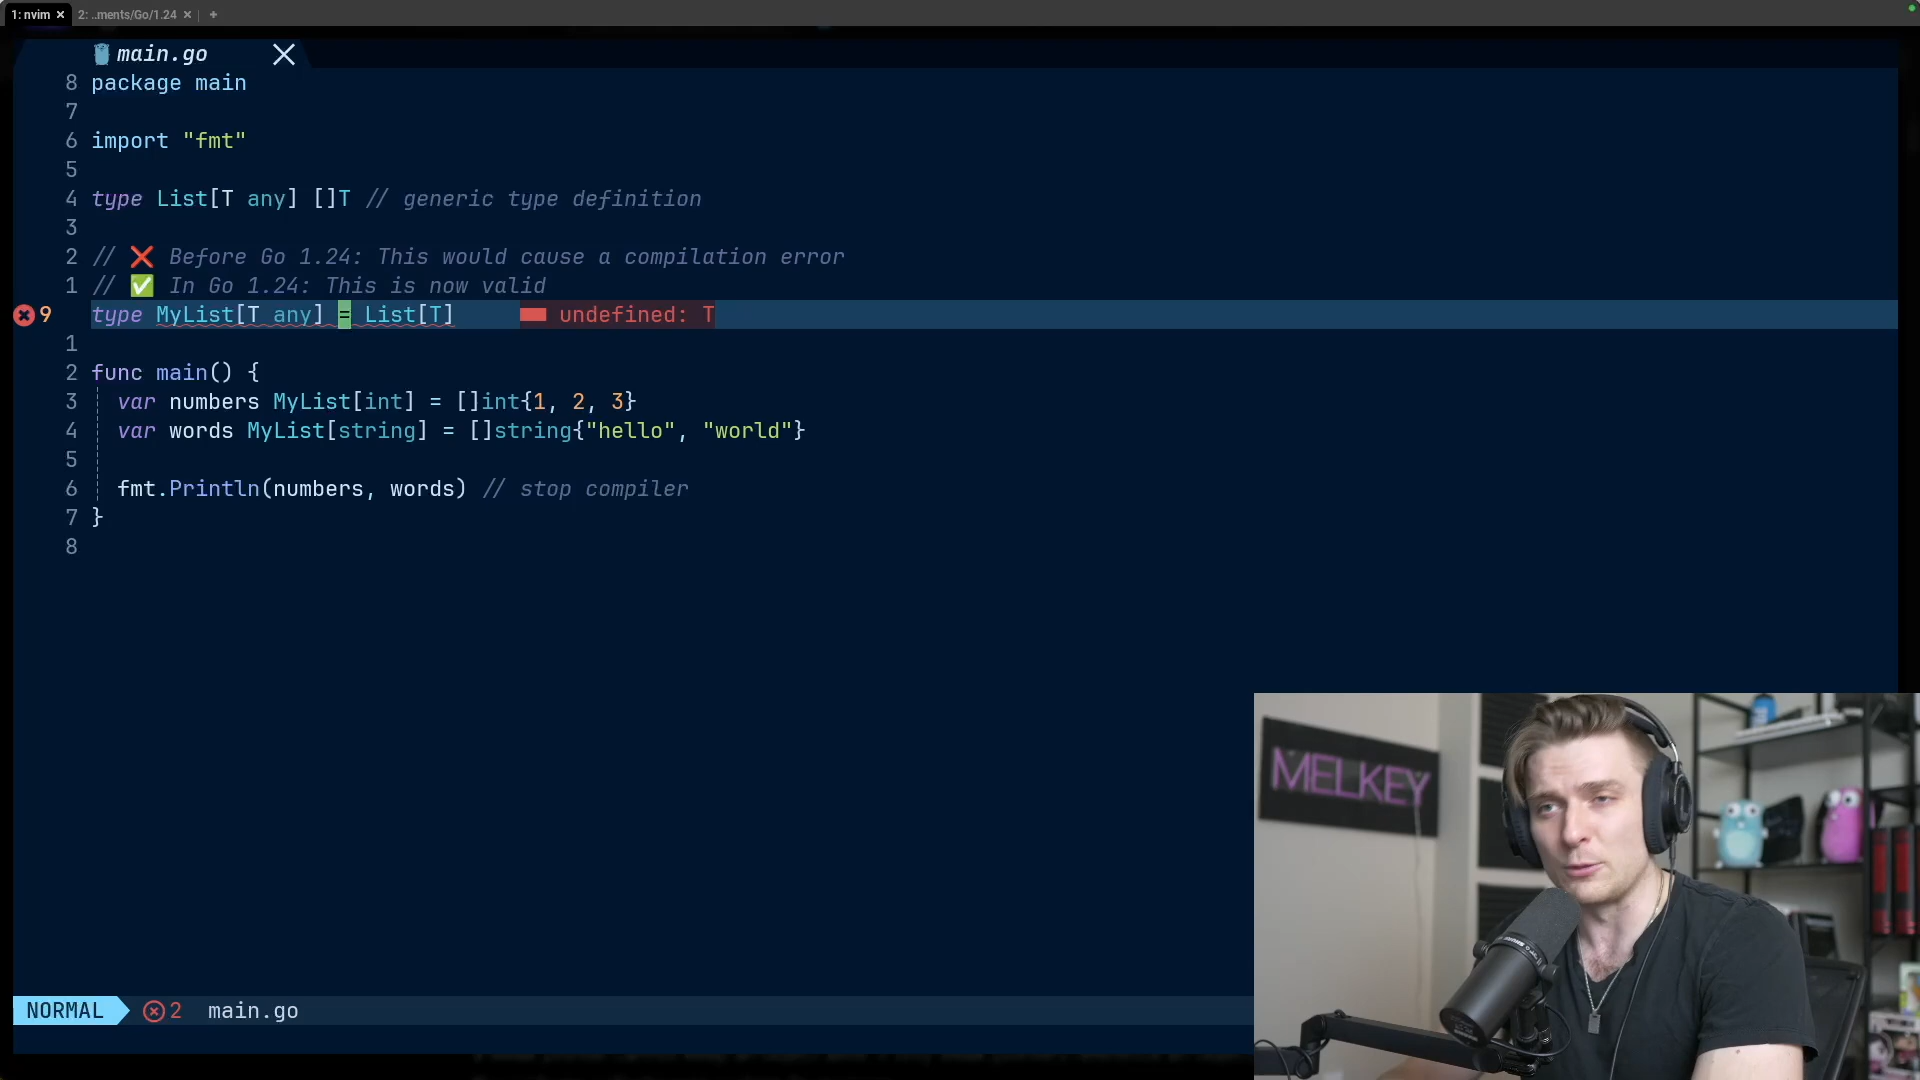 1: nvim × 2: ..ments/Go/1.24 × +
main.go
8 package main
7
6 import "fmt"
5
4 type List[T any] []T // generic type definition
3
2 // ❌ Before Go 1.24: This would cause a compilation error
1 // ✅ In Go 1.24: This is now valid
9 type MyList[T any] = List[T] undefined: T
1
2 func main() {
3 var numbers MyList[int] = []int{1, 2, 3}
4 var words MyList[string] = []string{"hello", "world"}
5
6 fmt.Println(numbers, words) // stop compiler
7 }
8
MELKEY
NORMAL 2 main.go